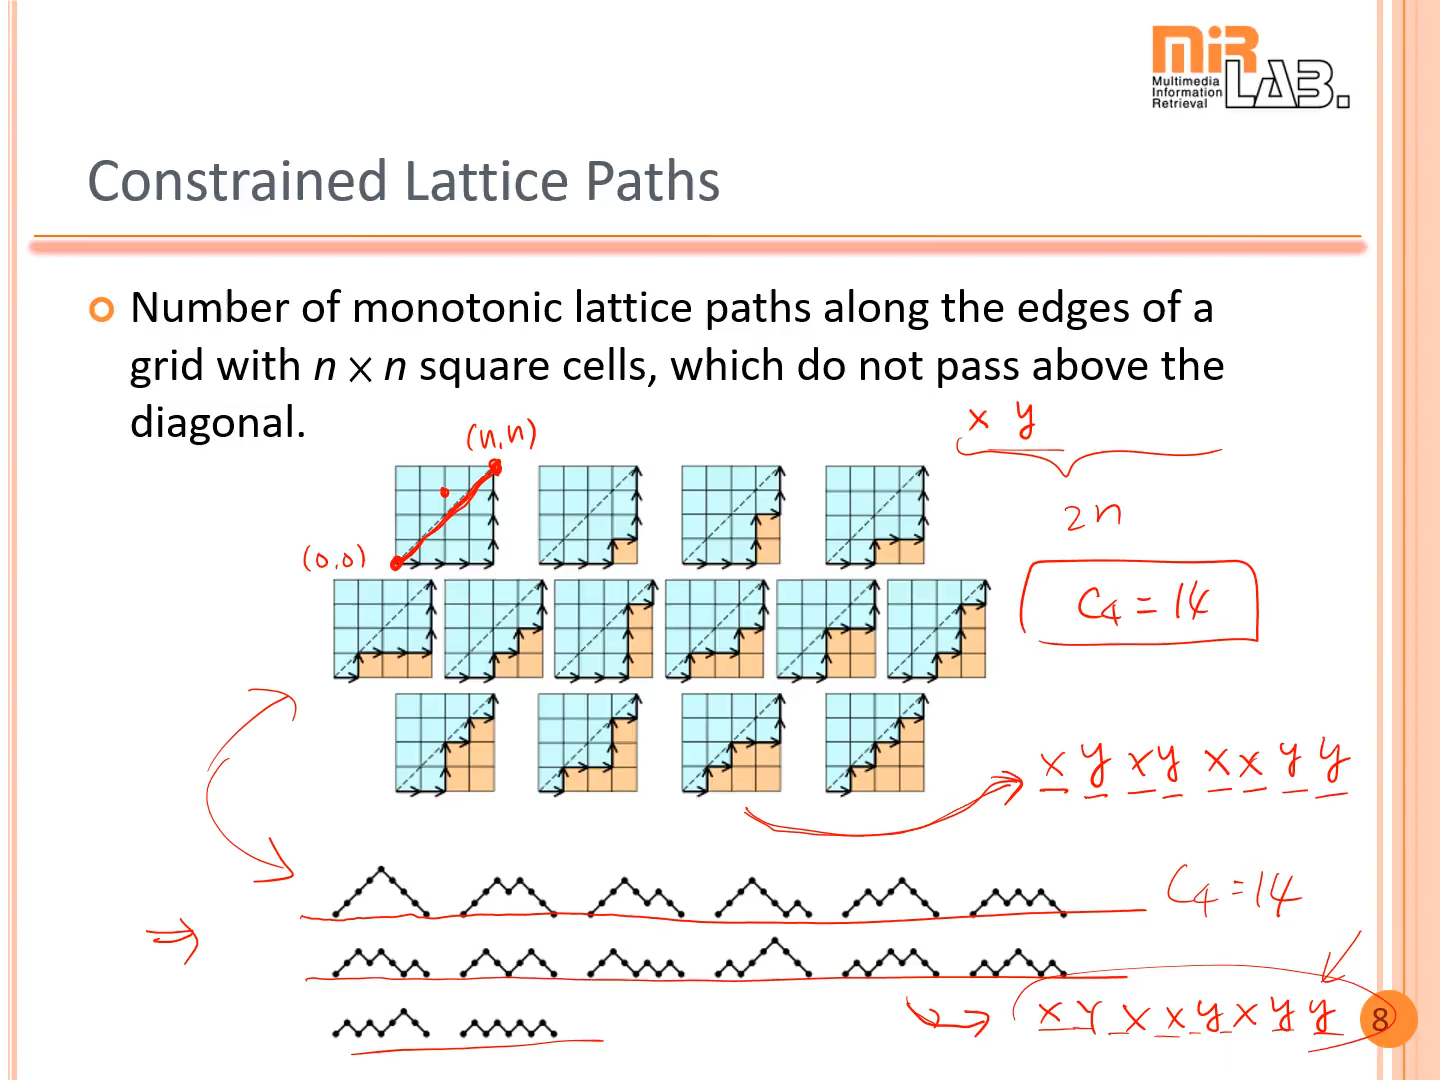 MiR
LAB.
Multimedia
Information
Retrieval
Constrained Lattice Paths
Number of monotonic lattice paths along the edges of a
grid with n × n square cells, which do not pass above the
diagonal.
x y
(n,n)
2n
(0,0)
C4 = 14
x y x y x x y y
C4 = 14
x y x x y x y y
8